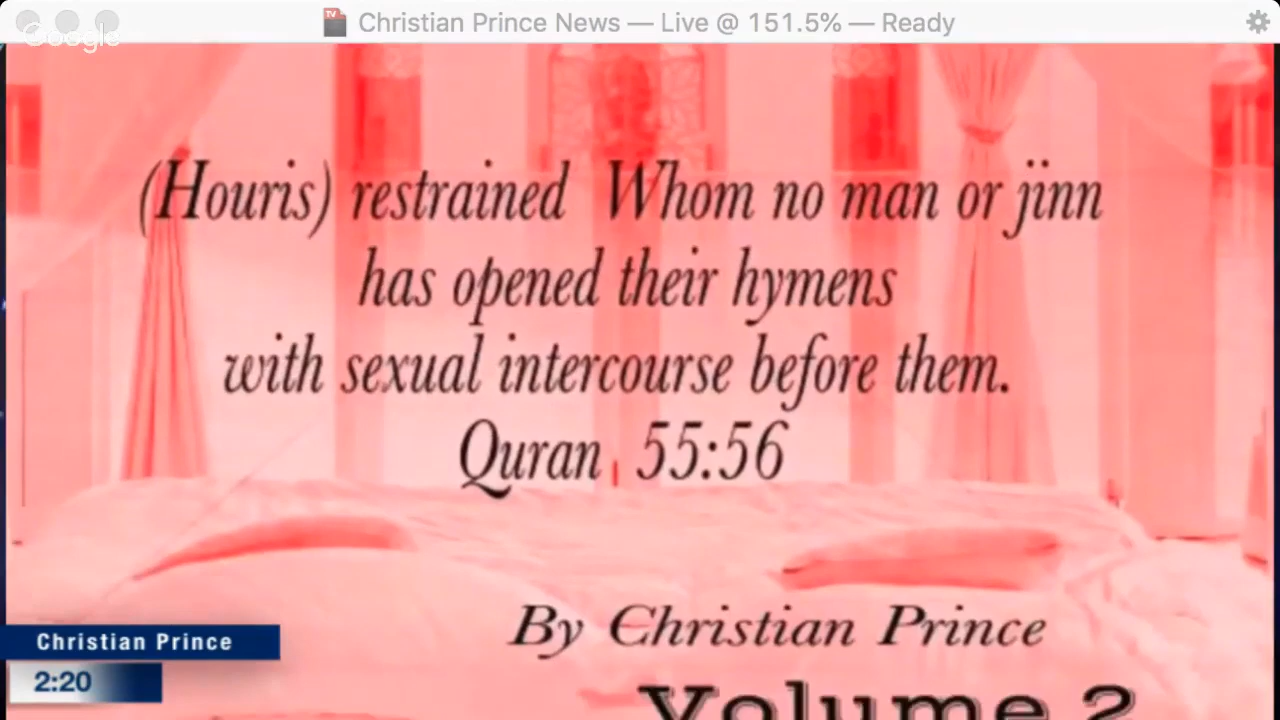 Christian Prince News — Live @ 151.5% — Ready
Google
(Houris) restrained Whom no man or jinn
has opened their hymens
with sexual intercourse before them.
Quran 55:56
By Christian Prince
Volume 2
Christian Prince
2:20